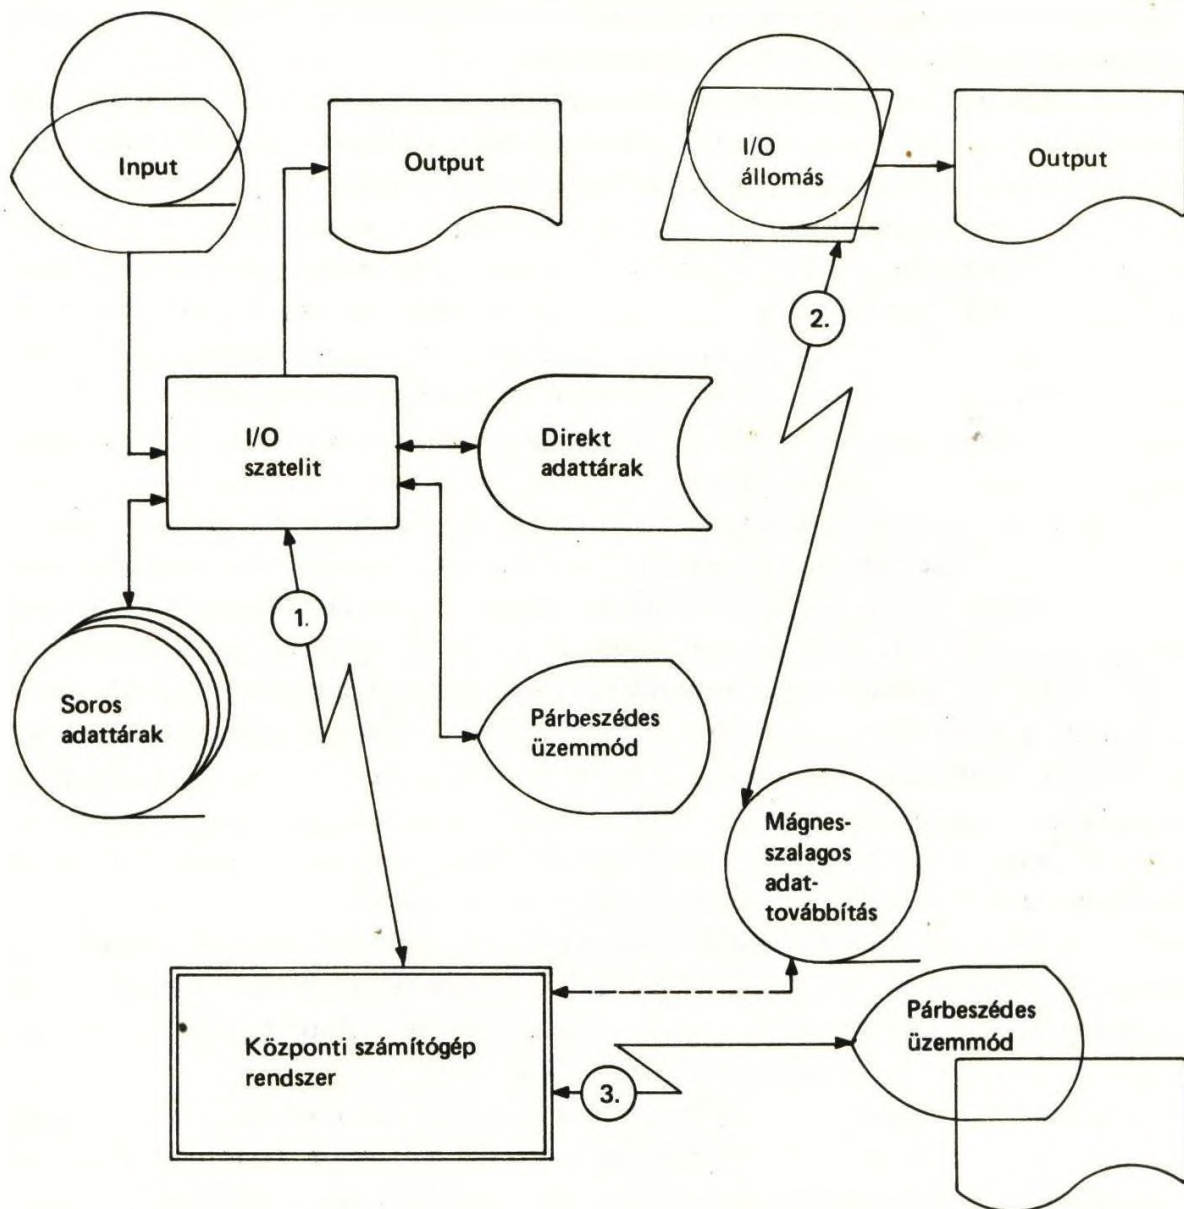 Input
Output
I/O
állomás
Output
2.
I/O
szatelit
Direkt
adattárak
1.
Soros
adattárak
Párbeszédes
üzemmód
Mágnes-
szalagos
adat-
továbbítás
Központi számítógép
rendszer
3.
Párbeszédes
üzemmód